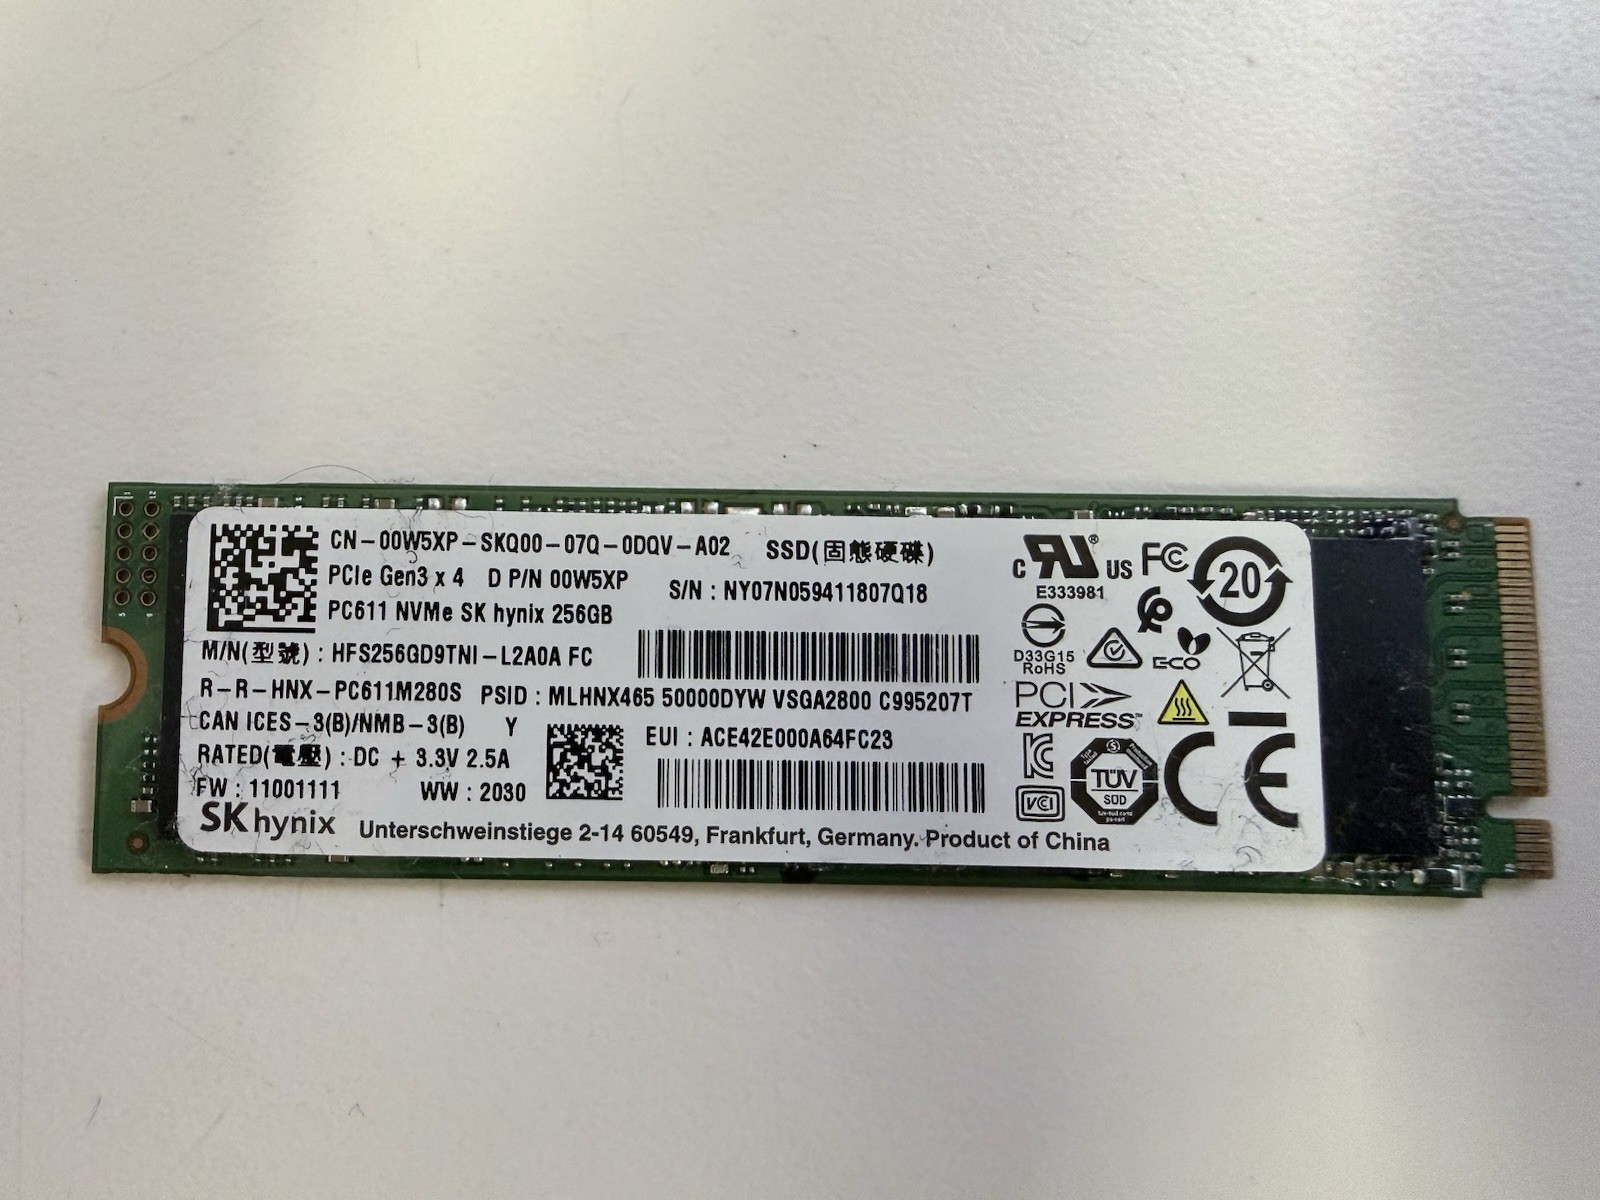 CN-00W5XP-SKQ00-07Q-0DQV-A02
SSD(固態硬碟)
PCIe Gen3 x 4 D P/N 00W5XP
S/N : NY07N059411807Q18
PC611 NVMe SK hynix 256GB
M/N(型號) : HFS256GD9TNI-L2A0A FC
R-R-HNX-PC611M280S PSID : MLHNX465 50000DYW VSGA2800 C995207T
CAN ICES-3(B)/NMB-3(B) Y
EUI : ACE42E000A64FC23
RATED(電壓) : DC + 3.3V 2.5A
FW : 11001111 WW : 2030
SK hynix Unterschweinstiege 2-14 60549, Frankfurt, Germany. Product of China
c RU US
E333981
FC
20
D33G15
RoHS
ECO
PCI
EXPRESS™
VCI
TÜV
SÜD
CE